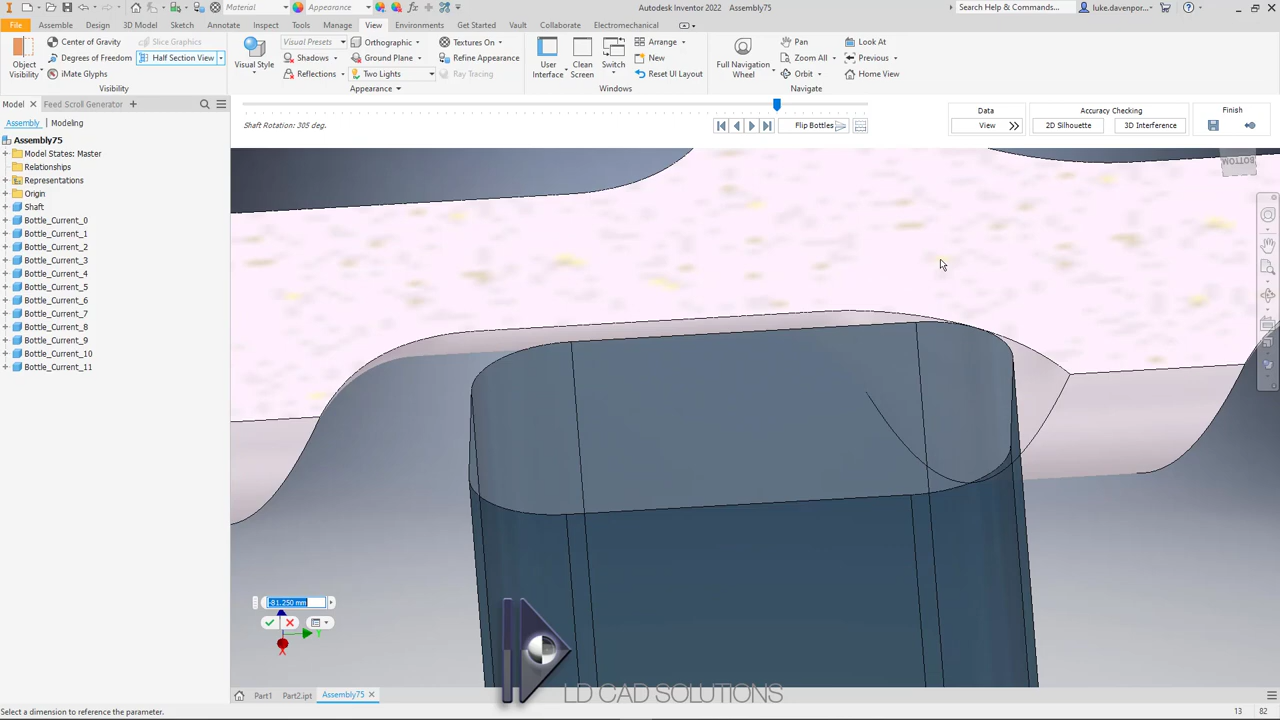 Material
Appearance
Autodesk Inventor 2022   Assembly75
Search Help & Commands...
luke.davenpor...
File
Assemble
Design
3D Model
Sketch
Annotate
Inspect
Tools
Manage
View
Environments
Get Started
Vault
Collaborate
Electromechanical
Object Visibility
Center of Gravity
Degrees of Freedom
iMate Glyphs
Slice Graphics
Half Section View
Visibility
Visual Style
Visual Presets
Shadows
Reflections
Orthographic
Ground Plane
Two Lights
Textures On
Refine Appearance
Ray Tracing
Appearance
User Interface
Clean Screen
Switch
Arrange
New
Reset UI Layout
Windows
Full Navigation Wheel
Pan
Zoom All
Orbit
Look At
Previous
Home View
Navigate
Model
Feed Scroll Generator
Assembly
Modeling
Assembly75
Model States: Master
Relationships
Representations
Origin
Shaft
Bottle_Current_0
Bottle_Current_1
Bottle_Current_2
Bottle_Current_3
Bottle_Current_4
Bottle_Current_5
Bottle_Current_6
Bottle_Current_7
Bottle_Current_8
Bottle_Current_9
Bottle_Current_10
Bottle_Current_11
Shaft Rotation: 305 deg.
Flip Bottles
Data
View
Accuracy Checking
2D Silhouette
3D Interference
Finish
BOTTOM
-81.250 mm
Y
X
LD CAD SOLUTIONS
Part1
Part2.ipt
Assembly75
Select a dimension to reference the parameter.
13
82